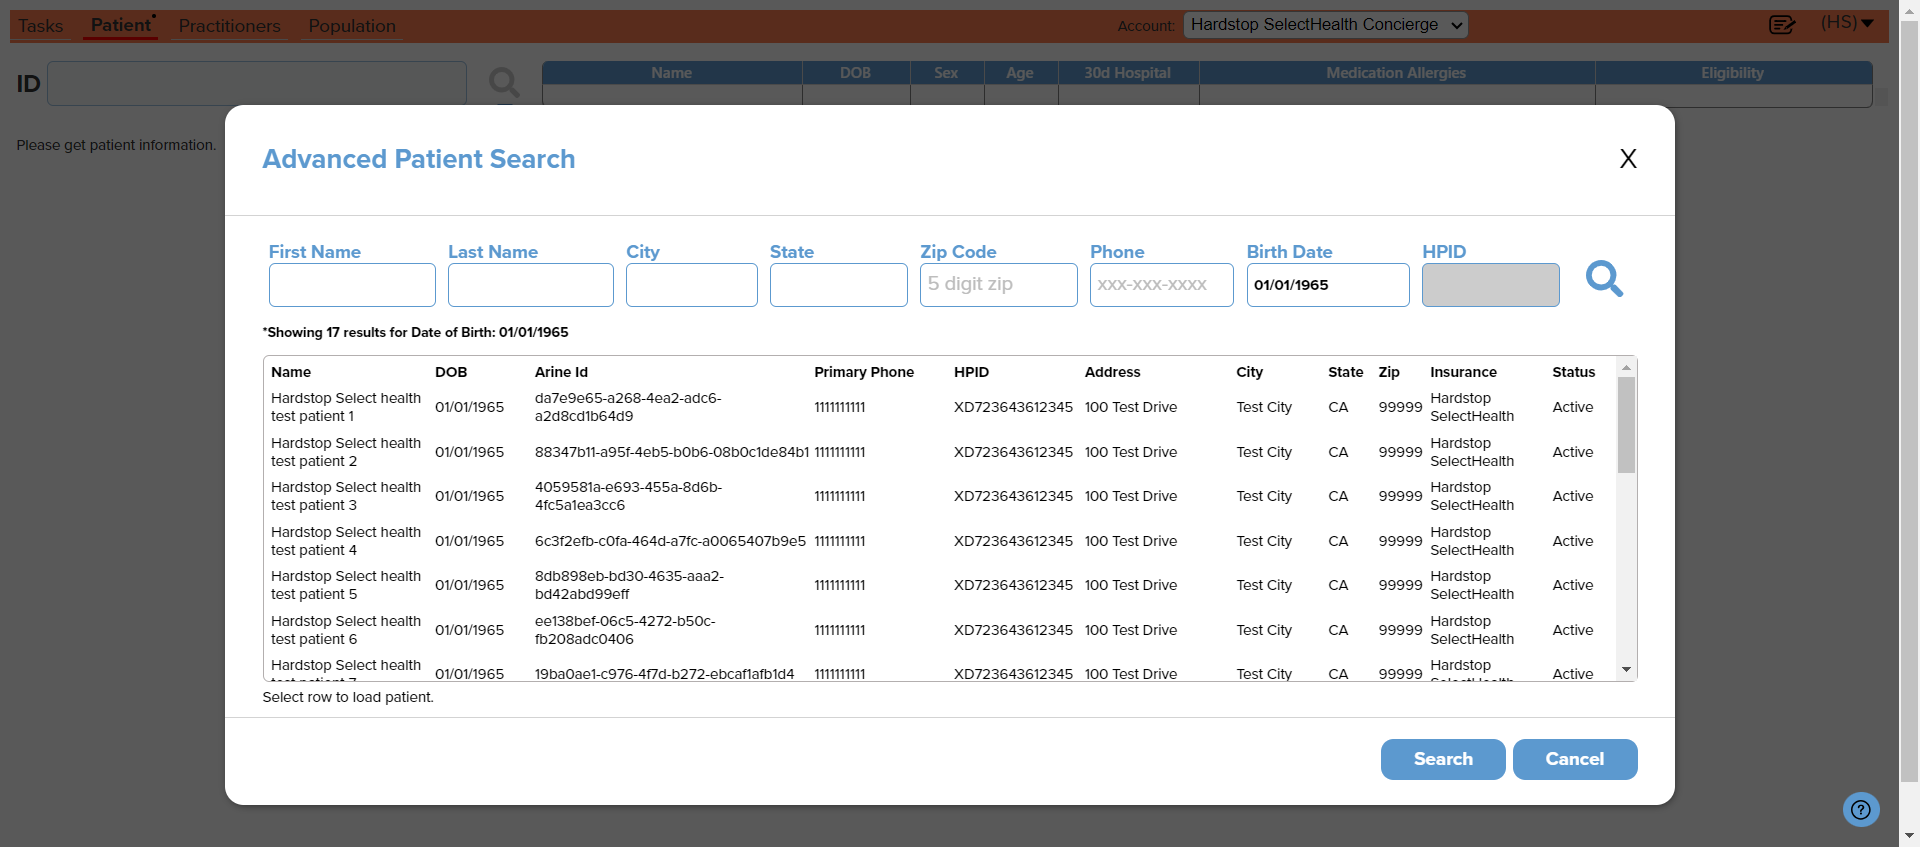 Tasks Patient Practitioners Population Account: Hardstop SelectHealth Concierge (HS)
ID Name DOB Sex Age 30d Hospital Medication Allergies Eligibility
Please get patient information.
Advanced Patient Search X
First Name Last Name City State Zip Code Phone Birth Date HPID
5 digit zip xxx-xxx-xxxx 01/01/1965
*Showing 17 results for Date of Birth: 01/01/1965
Name DOB Arine Id Primary Phone HPID Address City State Zip Insurance Status
Hardstop Select health test patient 1 01/01/1965 da7e9e65-a268-4ea2-adc6-a2d8cd1b64d9 1111111111 XD723643612345 100 Test Drive Test City CA 99999 Hardstop SelectHealth Active
Hardstop Select health test patient 2 01/01/1965 88347b11-a95f-4eb5-b0b6-08b0c1de84b1 1111111111 XD723643612345 100 Test Drive Test City CA 99999 Hardstop SelectHealth Active
Hardstop Select health test patient 3 01/01/1965 4059581a-e693-455a-8d6b-4fc5a1ea3cc6 1111111111 XD723643612345 100 Test Drive Test City CA 99999 Hardstop SelectHealth Active
Hardstop Select health test patient 4 01/01/1965 6c3f2efb-c0fa-464d-a7fc-a0065407b9e5 1111111111 XD723643612345 100 Test Drive Test City CA 99999 Hardstop SelectHealth Active
Hardstop Select health test patient 5 01/01/1965 8db898eb-bd30-4635-aaa2-bd42abd99eff 1111111111 XD723643612345 100 Test Drive Test City CA 99999 Hardstop SelectHealth Active
Hardstop Select health test patient 6 01/01/1965 ee138bef-06c5-4272-b50c-fb208adc0406 1111111111 XD723643612345 100 Test Drive Test City CA 99999 Hardstop SelectHealth Active
Hardstop Select health 01/01/1965 19ba0ae1-c976-4f7d-b272-ebcaf1afb1d4 1111111111 XD723643612345 100 Test Drive Test City CA 99999 Hardstop Active
Select row to load patient.
Search Cancel
?